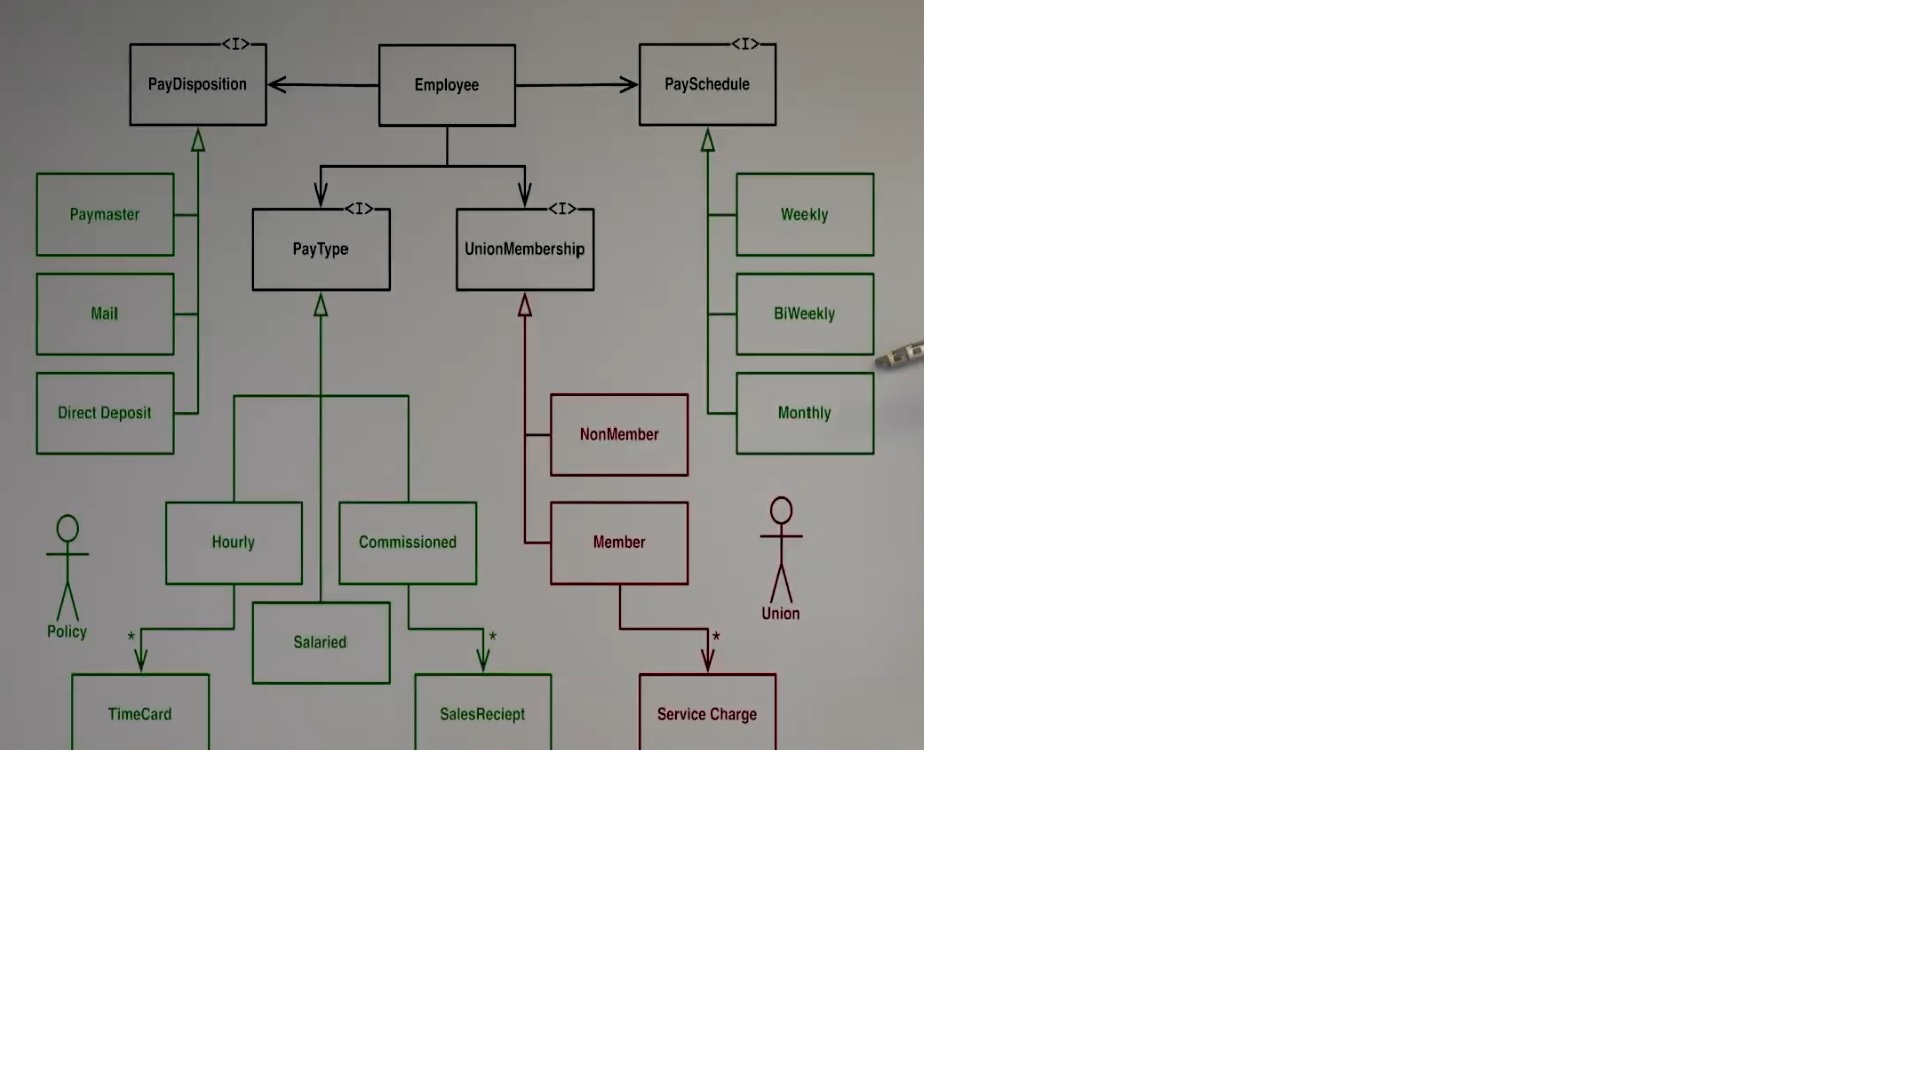 <I>
<I>
PayDisposition
Employee
PaySchedule
<I>
<I>
Paymaster
Weekly
PayType
UnionMembership
Mail
BiWeekly
Direct Deposit
Monthly
NonMember
Hourly
Commissioned
Member
Union
Policy
*
Salaried
*
*
TimeCard
SalesReciept
Service Charge